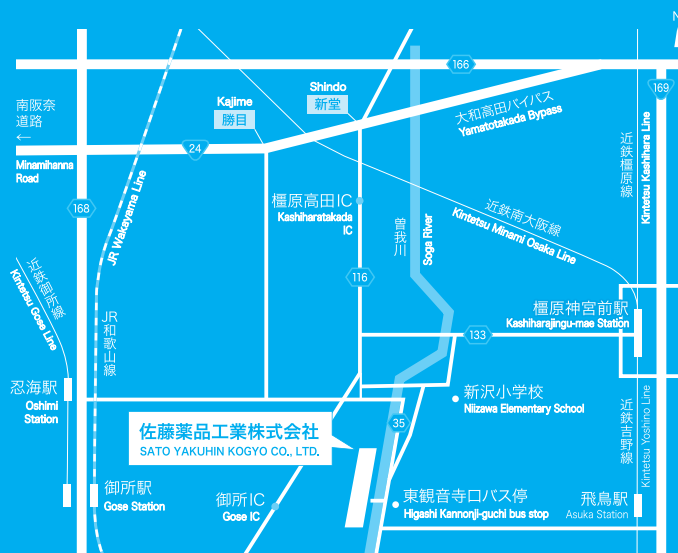 N
166
169
Kajime
勝目
Shindo
新堂
大和高田バイパス
Yamatotakada Bypass
南阪奈
道路
←
Minamihanna
Road
24
近鉄橿原線
Kintetsu Kashihara Line
168
JR Wakayama Line
橿原高田IC
Kashiharatakada
IC
曽我川
Soga River
近鉄南大阪線
Kintetsu Minami Osaka Line
近鉄御所線
Kintetsu Gose Line
116
JR和歌山線
133
橿原神宮前駅
Kashiharajingu-mae Station
忍海駅
Oshimi
Station
新沢小学校
Niizawa Elementary School
近鉄吉野線
Kintetsu Yoshino Line
35
佐藤薬品工業株式会社
SATO YAKUHIN KOGYO CO., LTD.
御所駅
Gose Station
御所IC
Gose IC
東観音寺口バス停
Higashi Kannonji-guchi bus stop
飛鳥駅
Asuka Station